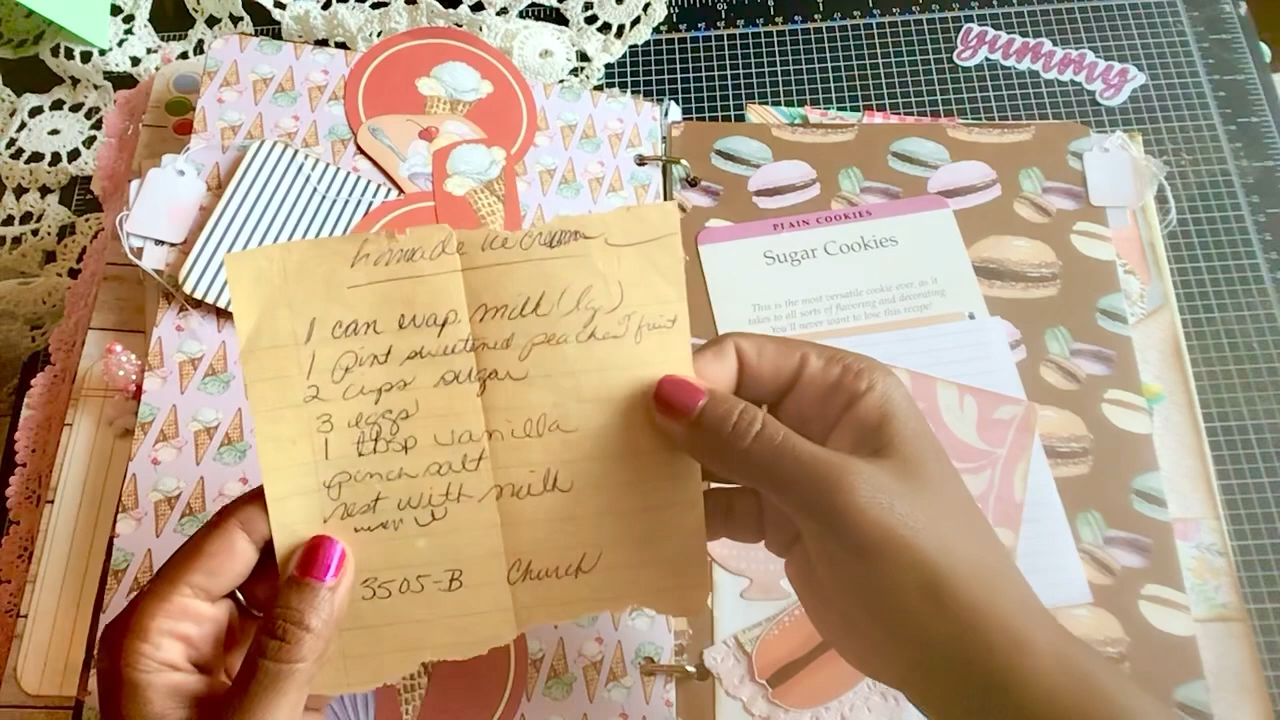 yummy
homade Ice Cream
1 can evap. milk (lg)
1 pint sweetened peaches fruit
2 cups sugar
3 eggs
1 tbsp vanilla
pinch salt
rest with milk
3505-B Church
PLAIN COOKIES
Sugar Cookies
This is the most versatile cookie ever, as it
takes to all sorts of flavoring and decorating
You'll never want to lose this recipe!